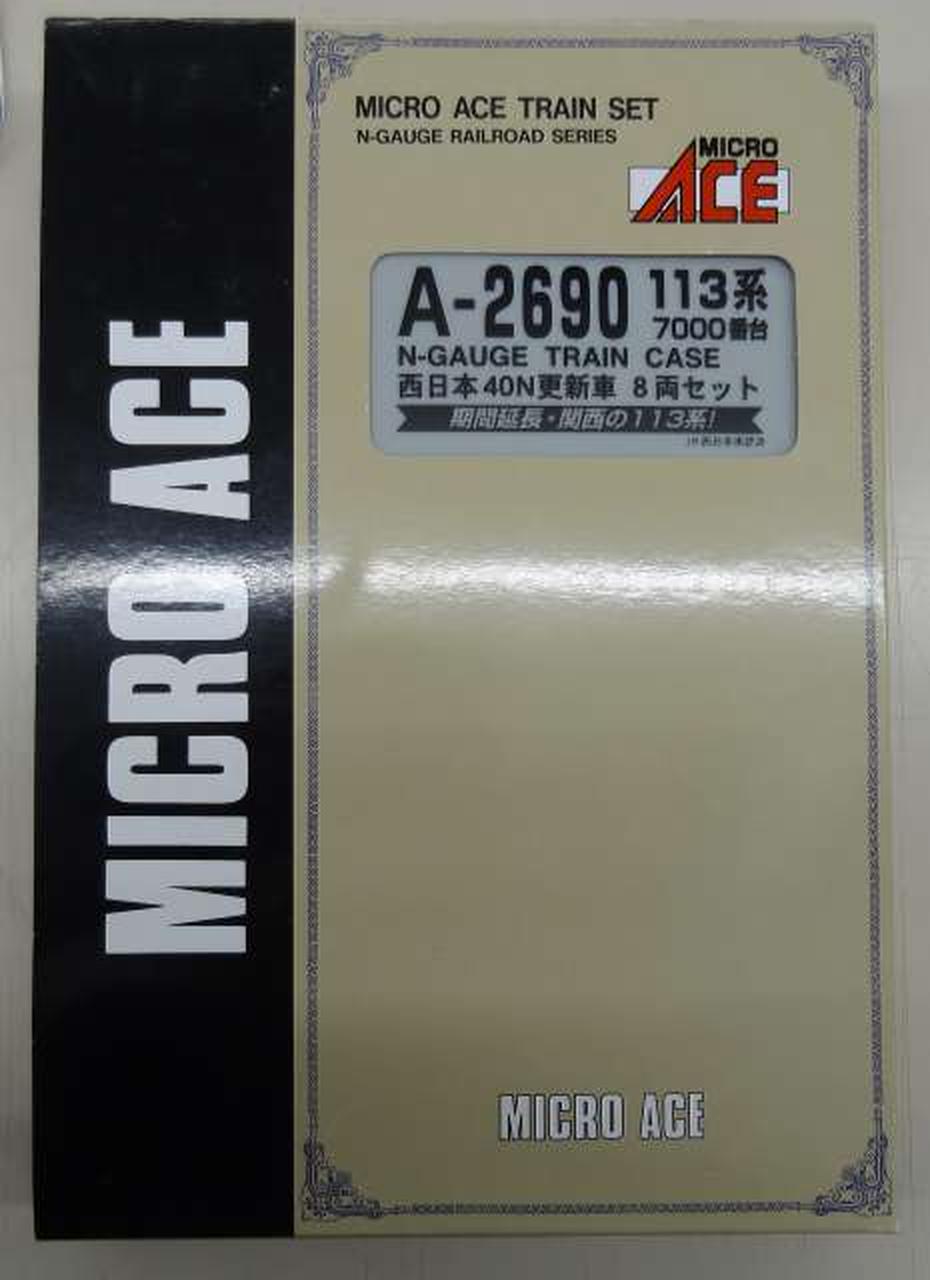 MICRO ACE
MICRO ACE TRAIN SET
N-GAUGE RAILROAD SERIES
MICRO
ACE
A-2690 113系
7000番台
N-GAUGE TRAIN CASE
西日本40N更新車 8両セット
期間延長・関西の113系!
MICRO ACE